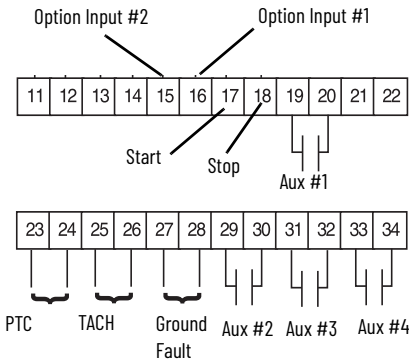 Option Input #2 Option Input #1
11 12 13 14 15 16 17 18 19 20 21 22
Start Stop Aux #1
23 24 25 26 27 28 29 30 31 32 33 34
PTC TACH Ground Fault Aux #2 Aux #3 Aux #4